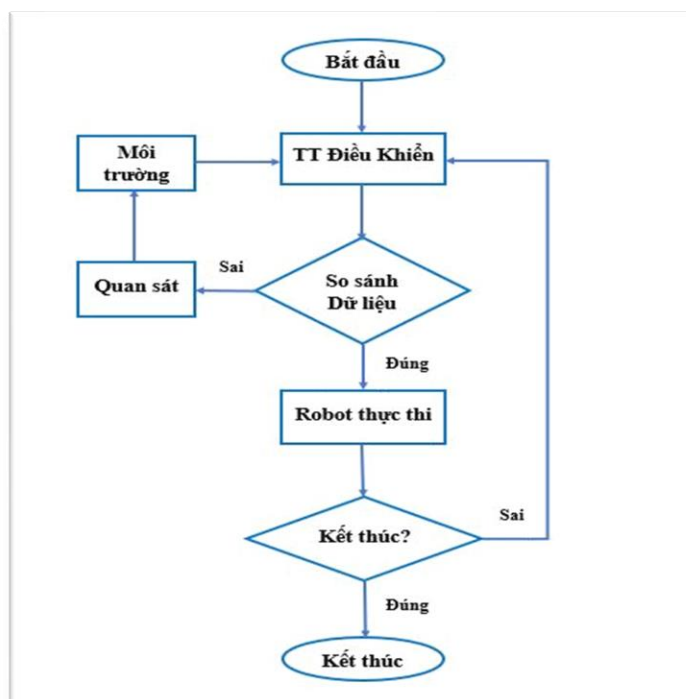 Bắt đầu
Môi
trường
TT Điều Khiển
Quan sát
Sai
So sánh
Dữ liệu
Đúng
Robot thực thi
Kết thúc?
Sai
Đúng
Kết thúc